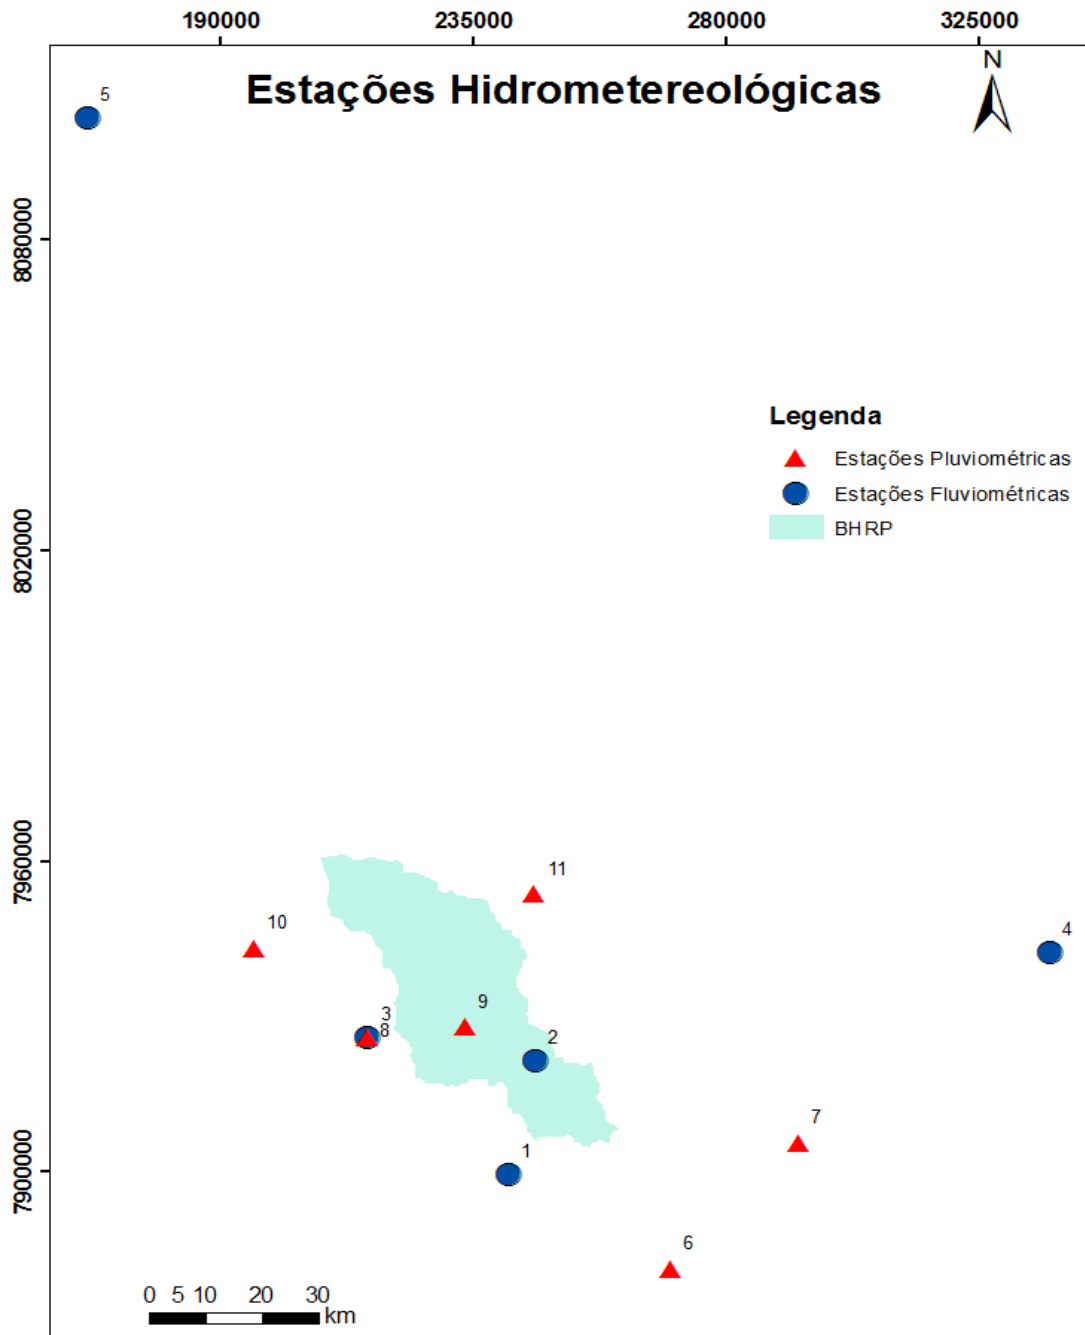 190000 235000 280000 325000
Estações Hidrometereológicas
N
5
8080000
Legenda
Estações Pluviométricas
Estações Fluviométricas
BHRP
8020000
7960000
11
10
4
9
3
8
2
7
1
7900000
6
0 5 10 20 30
km